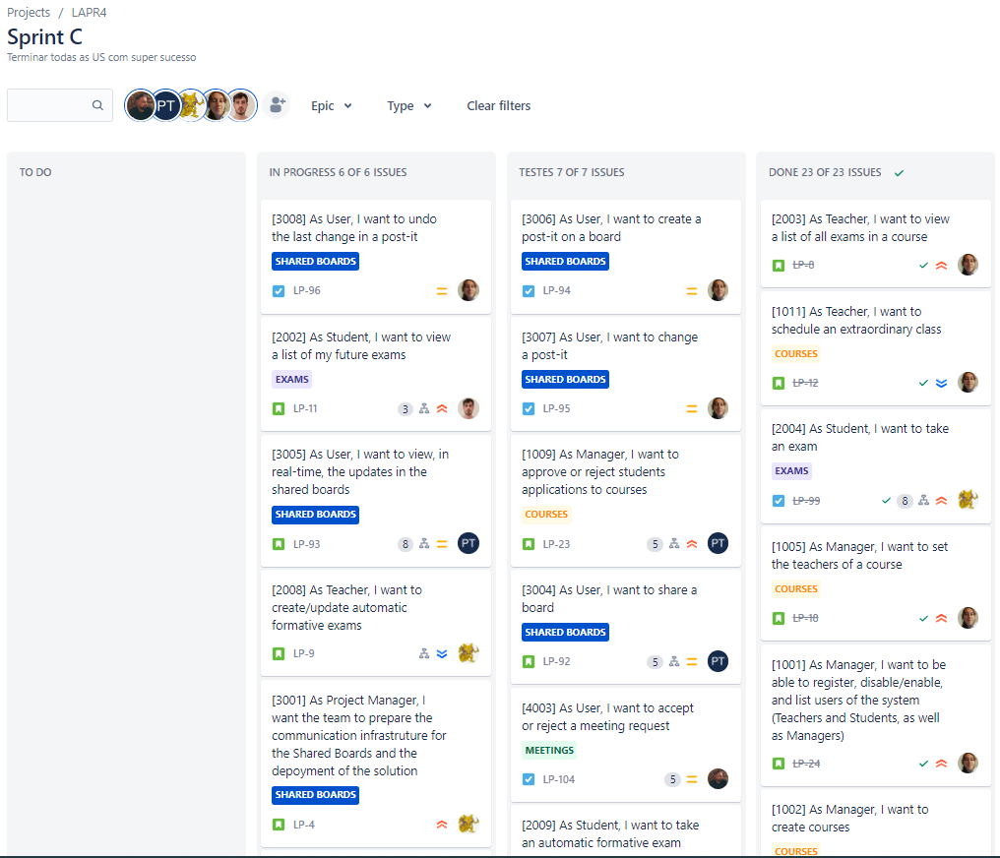 Projects / LAPR4
Sprint C
Terminar todas as US com super sucesso
PT
Epic
Type
Clear filters
TO DO
IN PROGRESS 6 OF 6 ISSUES
[3008] As User, I want to undo
the last change in a post-it
SHARED BOARDS
LP-96
[2002] As Student, I want to view
a list of my future exams
EXAMS
LP-11
3
[3005] As User, I want to view, in
real-time, the updates in the
shared boards
SHARED BOARDS
LP-93
8
PT
[2008] As Teacher, I want to
create/update automatic
formative exams
LP-9
[3001] As Project Manager, I
want the team to prepare the
communication infrastruture for
the Shared Boards and the
depoyment of the solution
SHARED BOARDS
LP-4
TESTES 7 OF 7 ISSUES
[3006] As User, I want to create a
post-it on a board
SHARED BOARDS
LP-94
[3007] As User, I want to change
a post-it
SHARED BOARDS
LP-95
[1009] As Manager, I want to
approve or reject students
applications to courses
COURSES
LP-23
5
PT
[3004] As User, I want to share a
board
SHARED BOARDS
LP-92
5
PT
[4003] As User, I want to accept
or reject a meeting request
MEETINGS
LP-104
5
[2009] As Student, I want to take
an automatic formative exam
DONE 23 OF 23 ISSUES
[2003] As Teacher, I want to view
a list of all exams in a course
LP-8
[1011] As Teacher, I want to
schedule an extraordinary class
COURSES
LP-12
[2004] As Student, I want to take
an exam
EXAMS
LP-99
8
[1005] As Manager, I want to set
the teachers of a course
COURSES
LP-18
[1001] As Manager, I want to be
able to register, disable/enable,
and list users of the system
(Teachers and Students, as well
as Managers)
LP-24
[1002] As Manager, I want to
create courses
COURSES